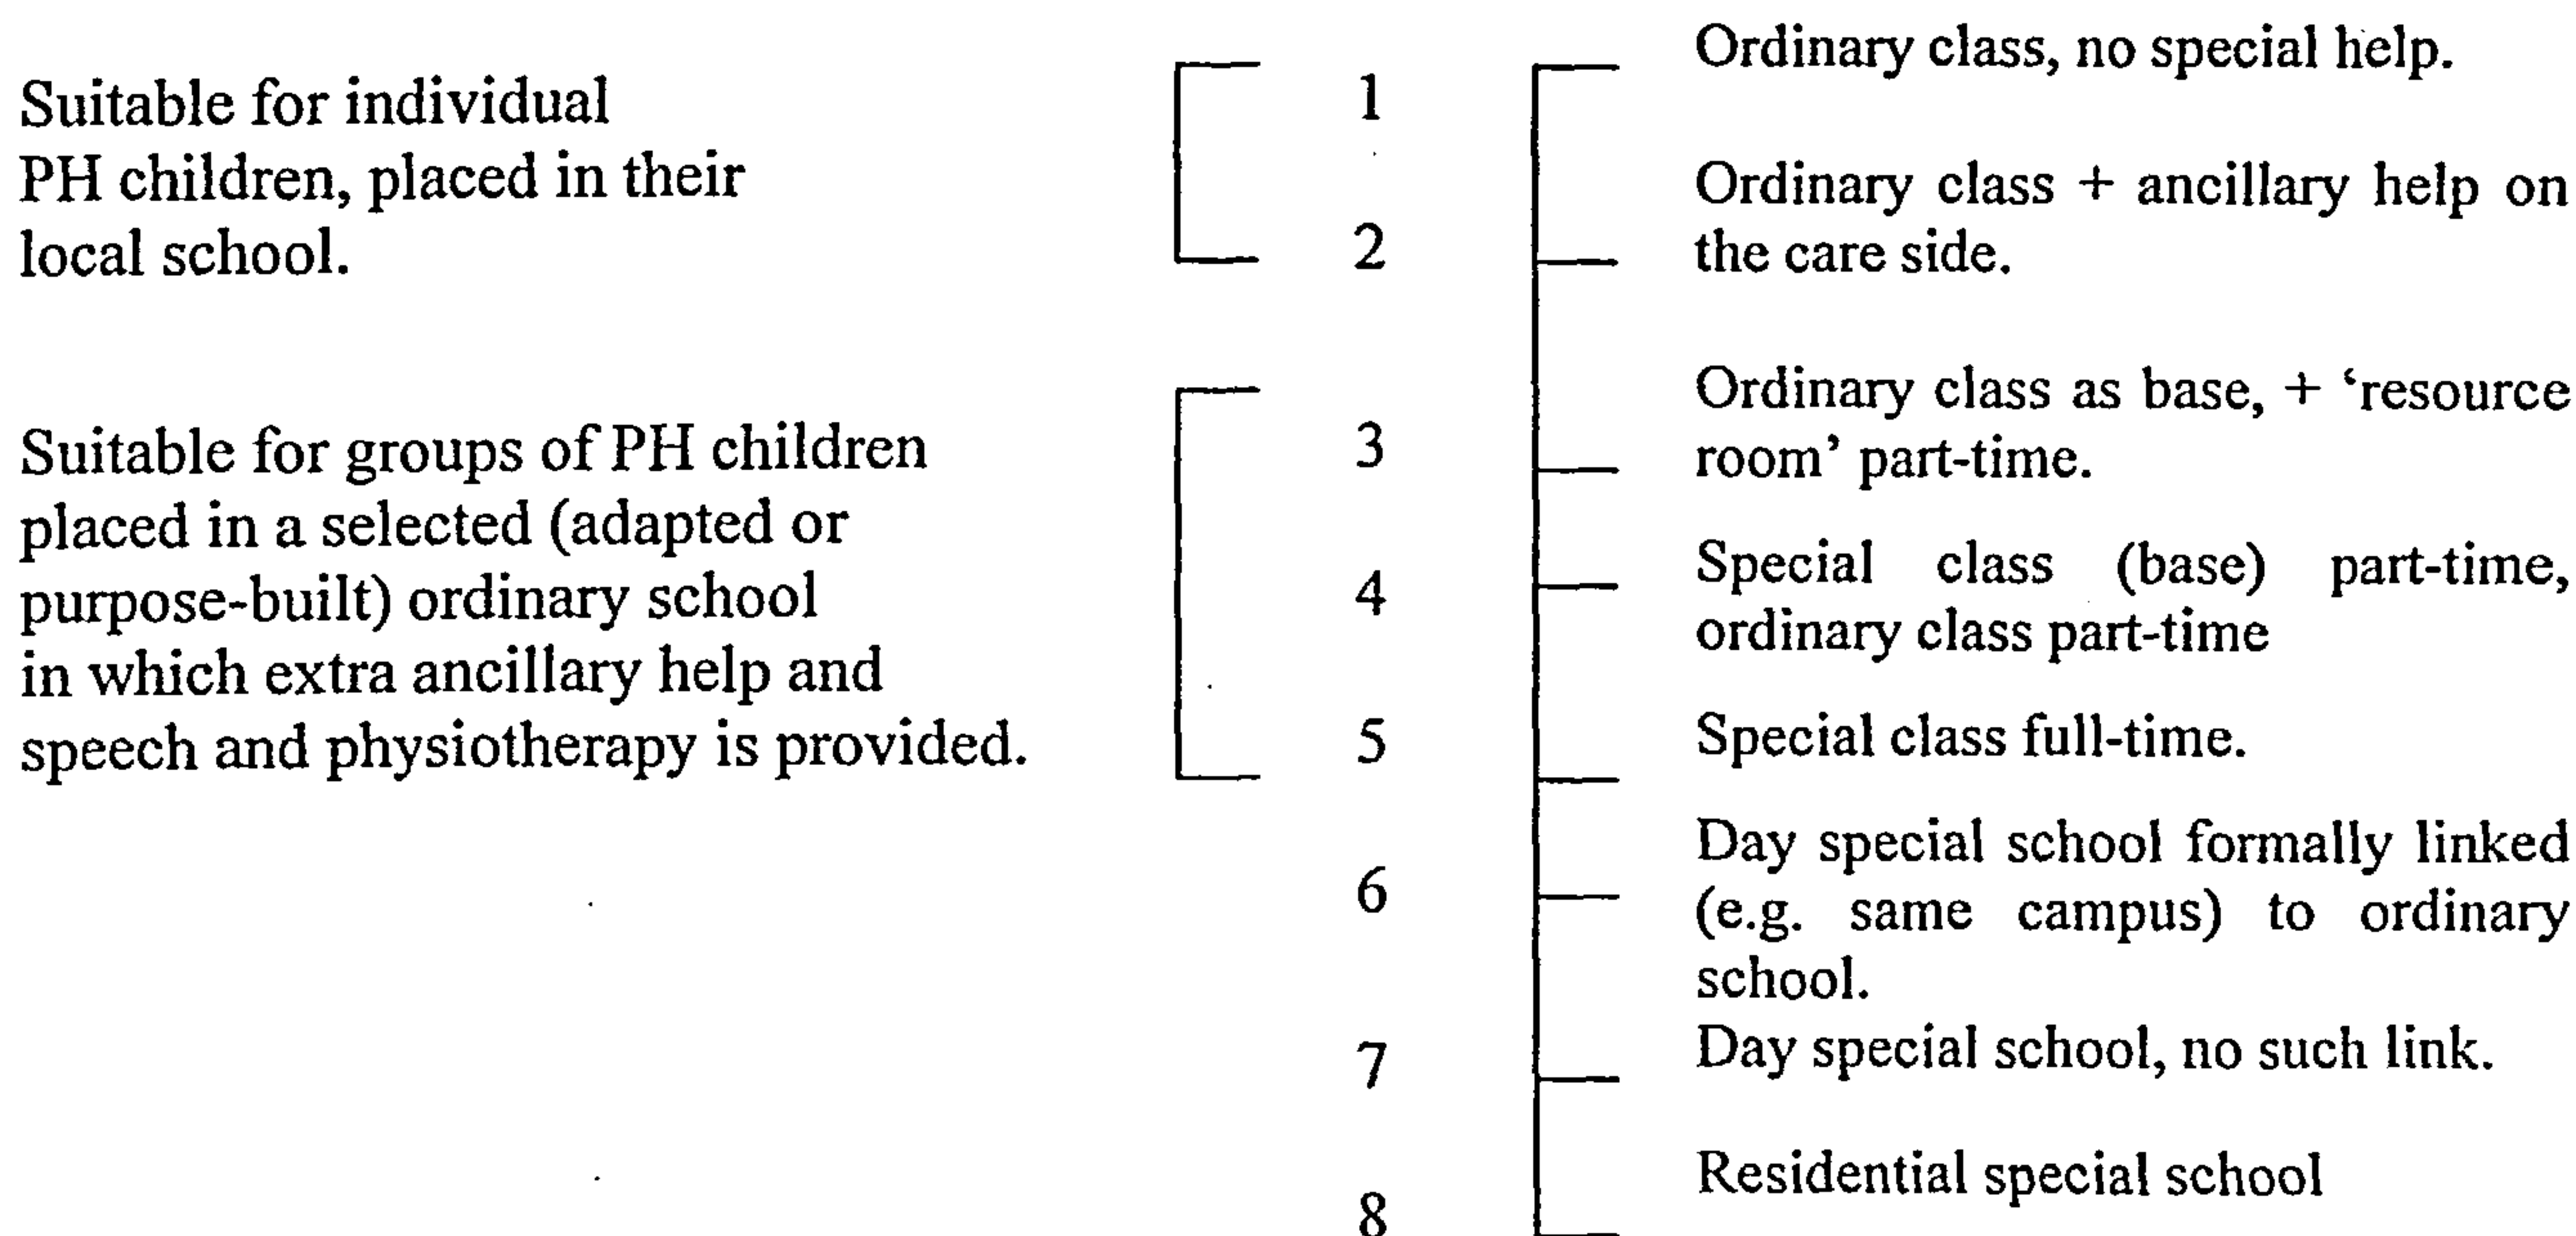 Suitable for individual
PH children, placed in their
local school.
Suitable for groups of PH children
placed in a selected (adapted or
purpose-built) ordinary school
in which extra ancillary help and
speech and physiotherapy is provided.
1
2
3
4
5
6
7
8
Ordinary class, no special help.
Ordinary class + ancillary help on
the care side.
Ordinary class as base, + ‘resource
room’ part-time.
Special class (base) part-time,
ordinary class part-time
Special class full-time.
Day special school formally linked
(e.g. same campus) to ordinary
school.
Day special school, no such link.
Residential special school